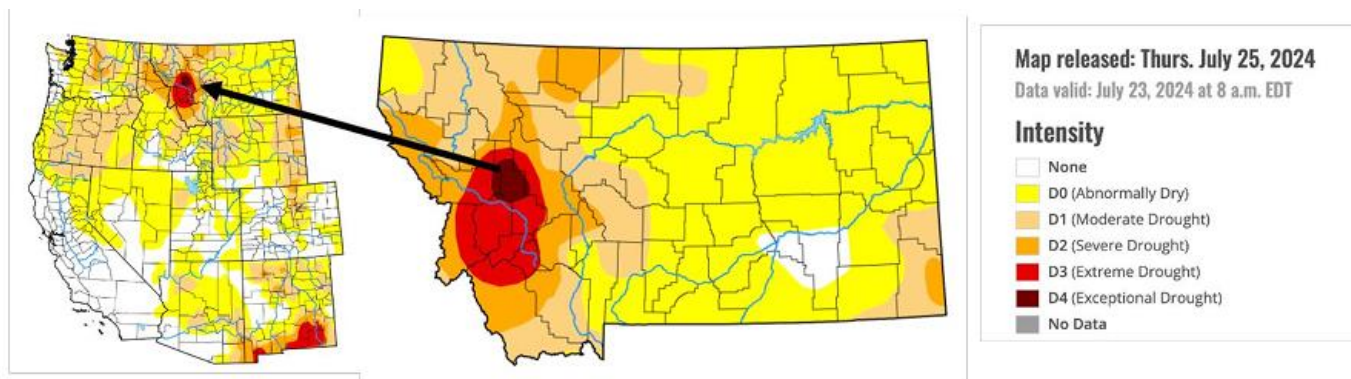 Map released: Thurs. July 25, 2024
Data valid: July 23, 2024 at 8 a.m. EDT
Intensity
None
D0 (Abnormally Dry)
D1 (Moderate Drought)
D2 (Severe Drought)
D3 (Extreme Drought)
D4 (Exceptional Drought)
No Data